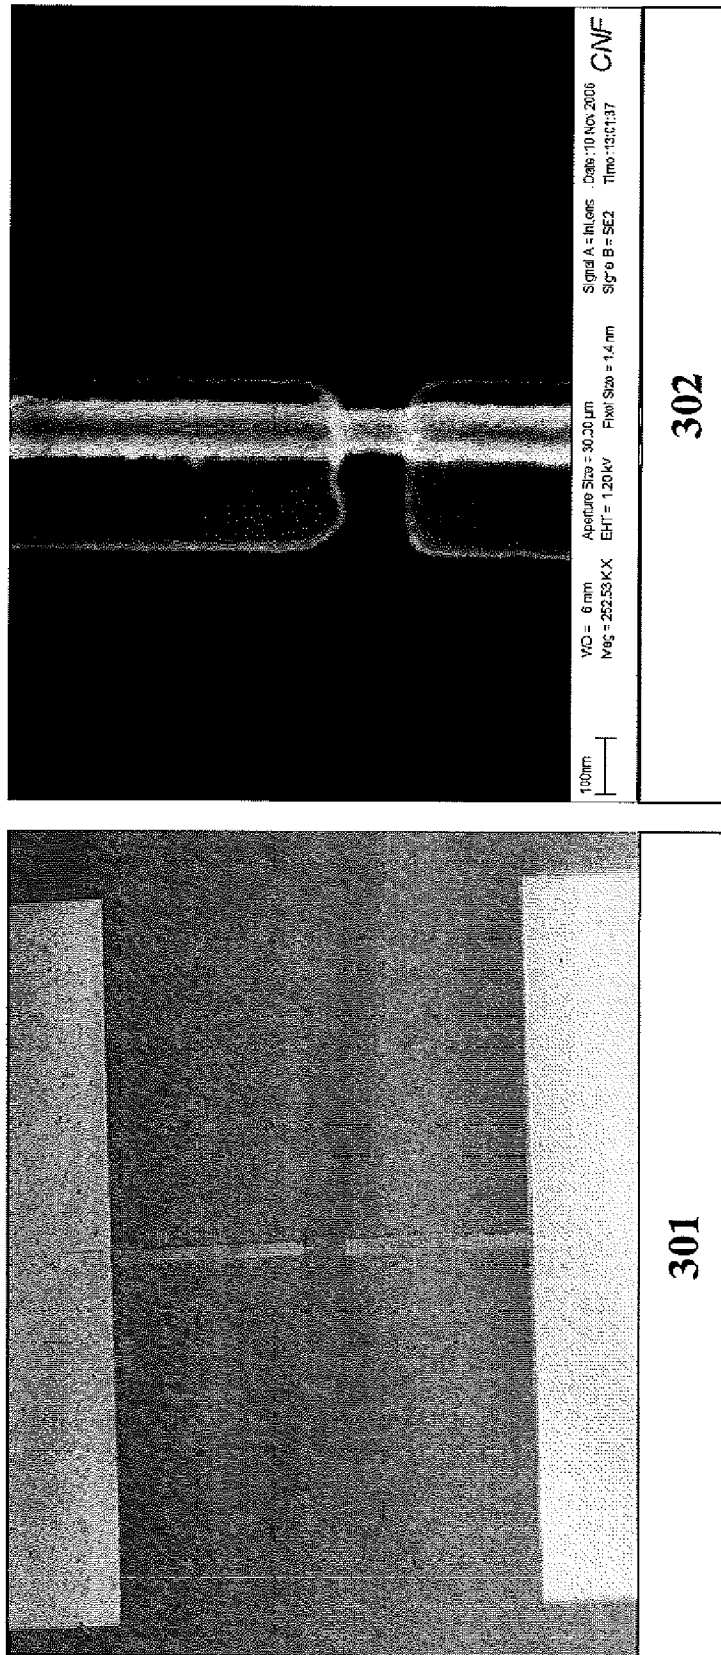 100nm
WD = 6 mm Aperture Size = 30.00 µm Signal A = InLens Date :10 Nov 2006
Mag = 252.53 K X EHT = 1.20 kV Pixel Size = 1.4 nm Signal B = SE2 Time :13:01:37
CNF
302
301